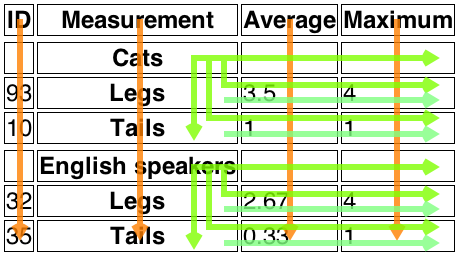 ID Measurement Average Maximum
Cats
93 Legs 3.5 4
10 Tails 1 1
English speakers
32 Legs 2.67 4
35 Tails 0.33 1